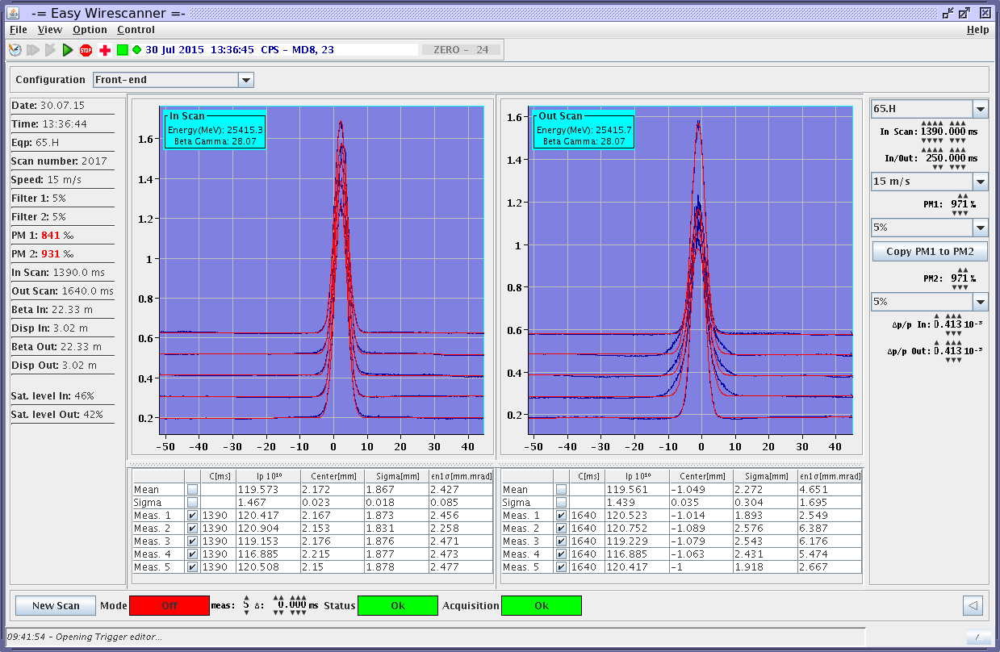 -= Easy Wirescanner =-
File View Option Control Help
STOP 30 Jul 2015 13:36:45 CPS - MD8, 23 ZERO - 24
Configuration Front-end
Date: 30.07.15
Time: 13:36:44
Eqp: 65.H
Scan number: 2017
Speed: 15 m/s
Filter 1: 5%
Filter 2: 5%
PM 1: 841 ‰
PM 2: 931 ‰
In Scan: 1390.0 ms
Out Scan: 1640.0 ms
Beta In: 22.33 m
Disp In: 3.02 m
Beta Out: 22.33 m
Disp Out: 3.02 m
Sat. level In: 46%
Sat. level Out: 42%
In Scan
Energy(MeV): 25415.3
Beta Gamma: 28.07
1.6
1.4
1.2
1
0.8
0.6
0.4
0.2
-50 -40 -30 -20 -10 0 10 20 30 40
Out Scan
Energy(MeV): 25415.7
Beta Gamma: 28.07
1.6
1.4
1.2
1
0.8
0.6
0.4
0.2
-50 -40 -30 -20 -10 0 10 20 30 40
65.H
In Scan: 1390.000 ms
In/Out: 250.000 ms
15 m/s
PM1: 971 ‰
5%
Copy PM1 to PM2
PM2: 971 ‰
5%
Δp/p In: 0.413 10⁻³
Δp/p Out: 0.413 10⁻³
C[ms] Ip 10¹⁰ Center[mm] Sigma[mm] εn1σ[mm.mrad]
Mean 119.573 2.172 1.867 2.427
Sigma 1.467 0.023 0.018 0.085
Meas. 1 1390 120.417 2.167 1.873 2.456
Meas. 2 1390 120.904 2.153 1.831 2.258
Meas. 3 1390 119.153 2.176 1.876 2.471
Meas. 4 1390 116.885 2.215 1.877 2.473
Meas. 5 1390 120.508 2.15 1.878 2.477
C[ms] Ip 10¹⁰ Center[mm] Sigma[mm] εn1σ[mm.mrad]
Mean 119.561 -1.049 2.272 4.651
Sigma 1.439 0.035 0.304 1.695
Meas. 1 1640 120.523 -1.014 1.893 2.549
Meas. 2 1640 120.752 -1.089 2.576 6.387
Meas. 3 1640 119.229 -1.079 2.543 6.176
Meas. 4 1640 116.885 -1.063 2.431 5.474
Meas. 5 1640 120.417 -1 1.918 2.667
New Scan Mode Off meas: 5 Δ: 0.000 ms Status Ok Acquisition Ok
09:41:54 - Opening Trigger editor...